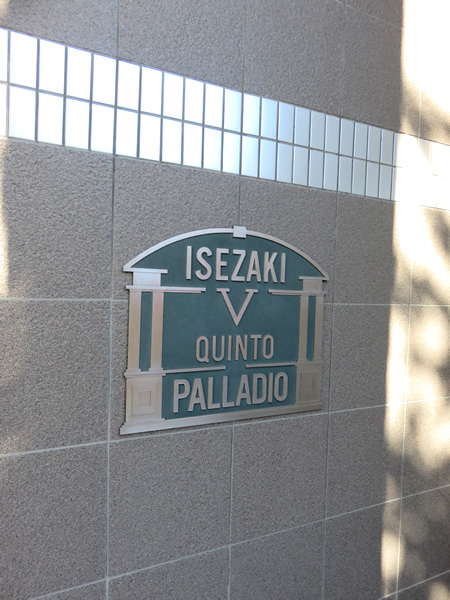 ISEZAKI
V
QUINTO
PALLADIO